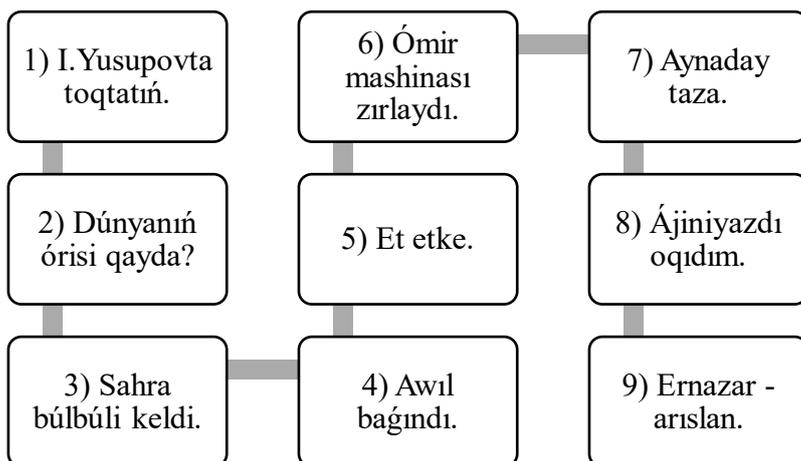 1) I.Yusupovta
toqtatıń.
2) Dúnyanıń
órisi qayda?
3) Sahra
búlbúli keldi.
4) Awıl
baǵındı.
5) Et etke.
6) Ómir
mashinası
zırlaydı.
7) Aynaday
taza.
8) Ájiniyazdı
oqıdım.
9) Ernazar -
arıslan.